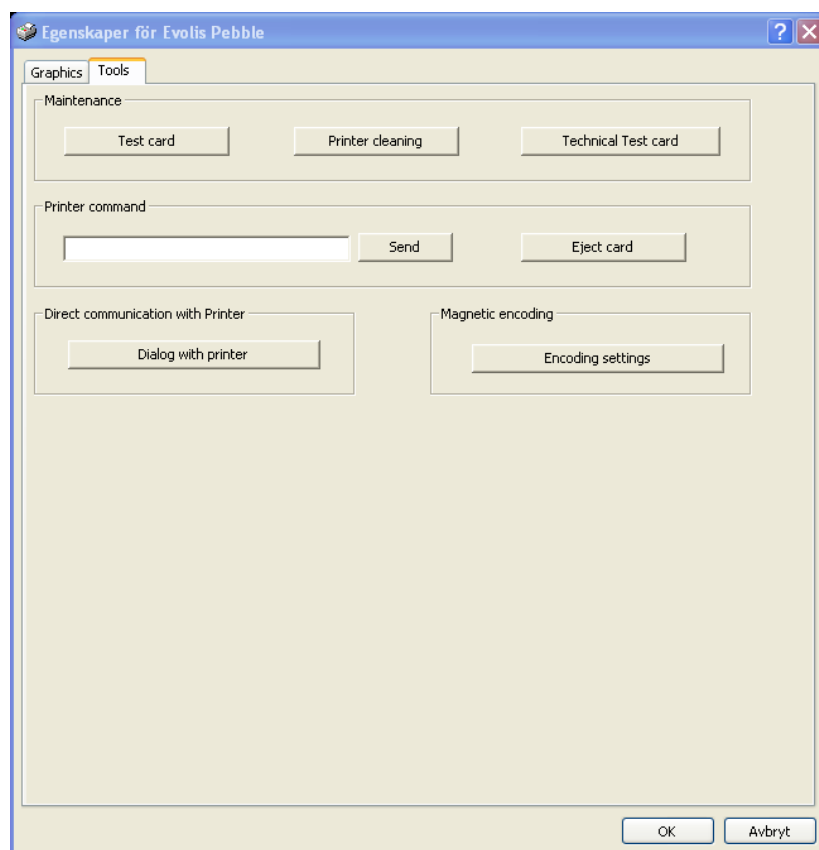 Egenskaper för Evolis Pebble
Graphics Tools
Maintenance
Test card Printer cleaning Technical Test card
Printer command
Send Eject card
Direct communication with Printer Magnetic encoding
Dialog with printer Encoding settings
OK Avbryt